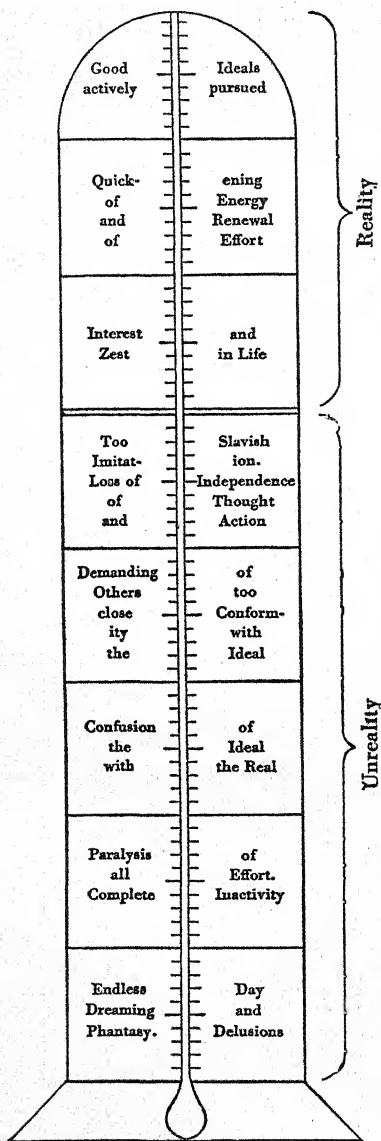 Good Ideals
actively pursued
Quick- ening
of Energy
and Renewal
of Effort
Interest and
Zest in Life
Too Slavish
Imitat- ion.
Loss of Independence
of Thought
and Action
Demanding of
Others too
close Conform-
ity with
the Ideal
Confusion of
the Ideal
with the Real
Paralysis of
all Effort.
Complete Inactivity
Endless Day
Dreaming and
Phantasy. Delusions
Reality
Unreality